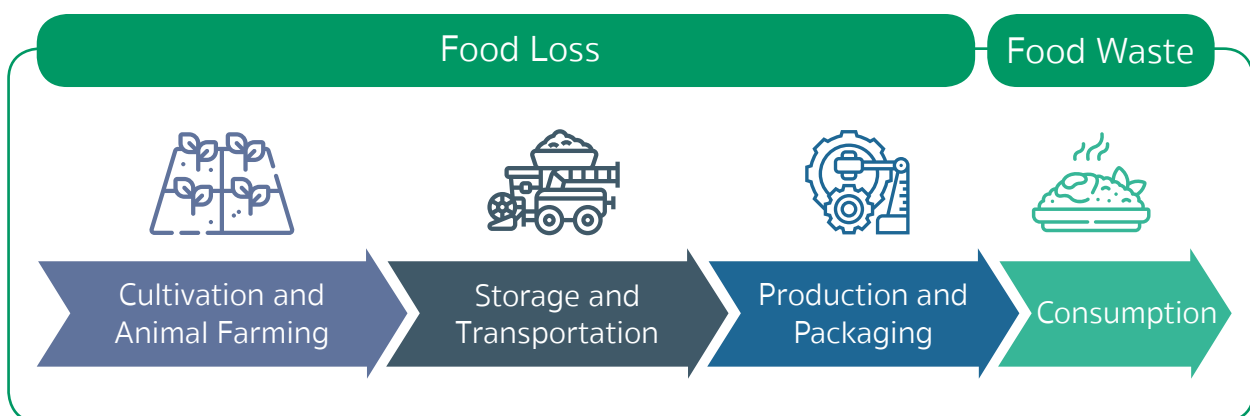 Food Loss
Food Waste
Cultivation and
Animal Farming
Storage and
Transportation
Production and
Packaging
Consumption